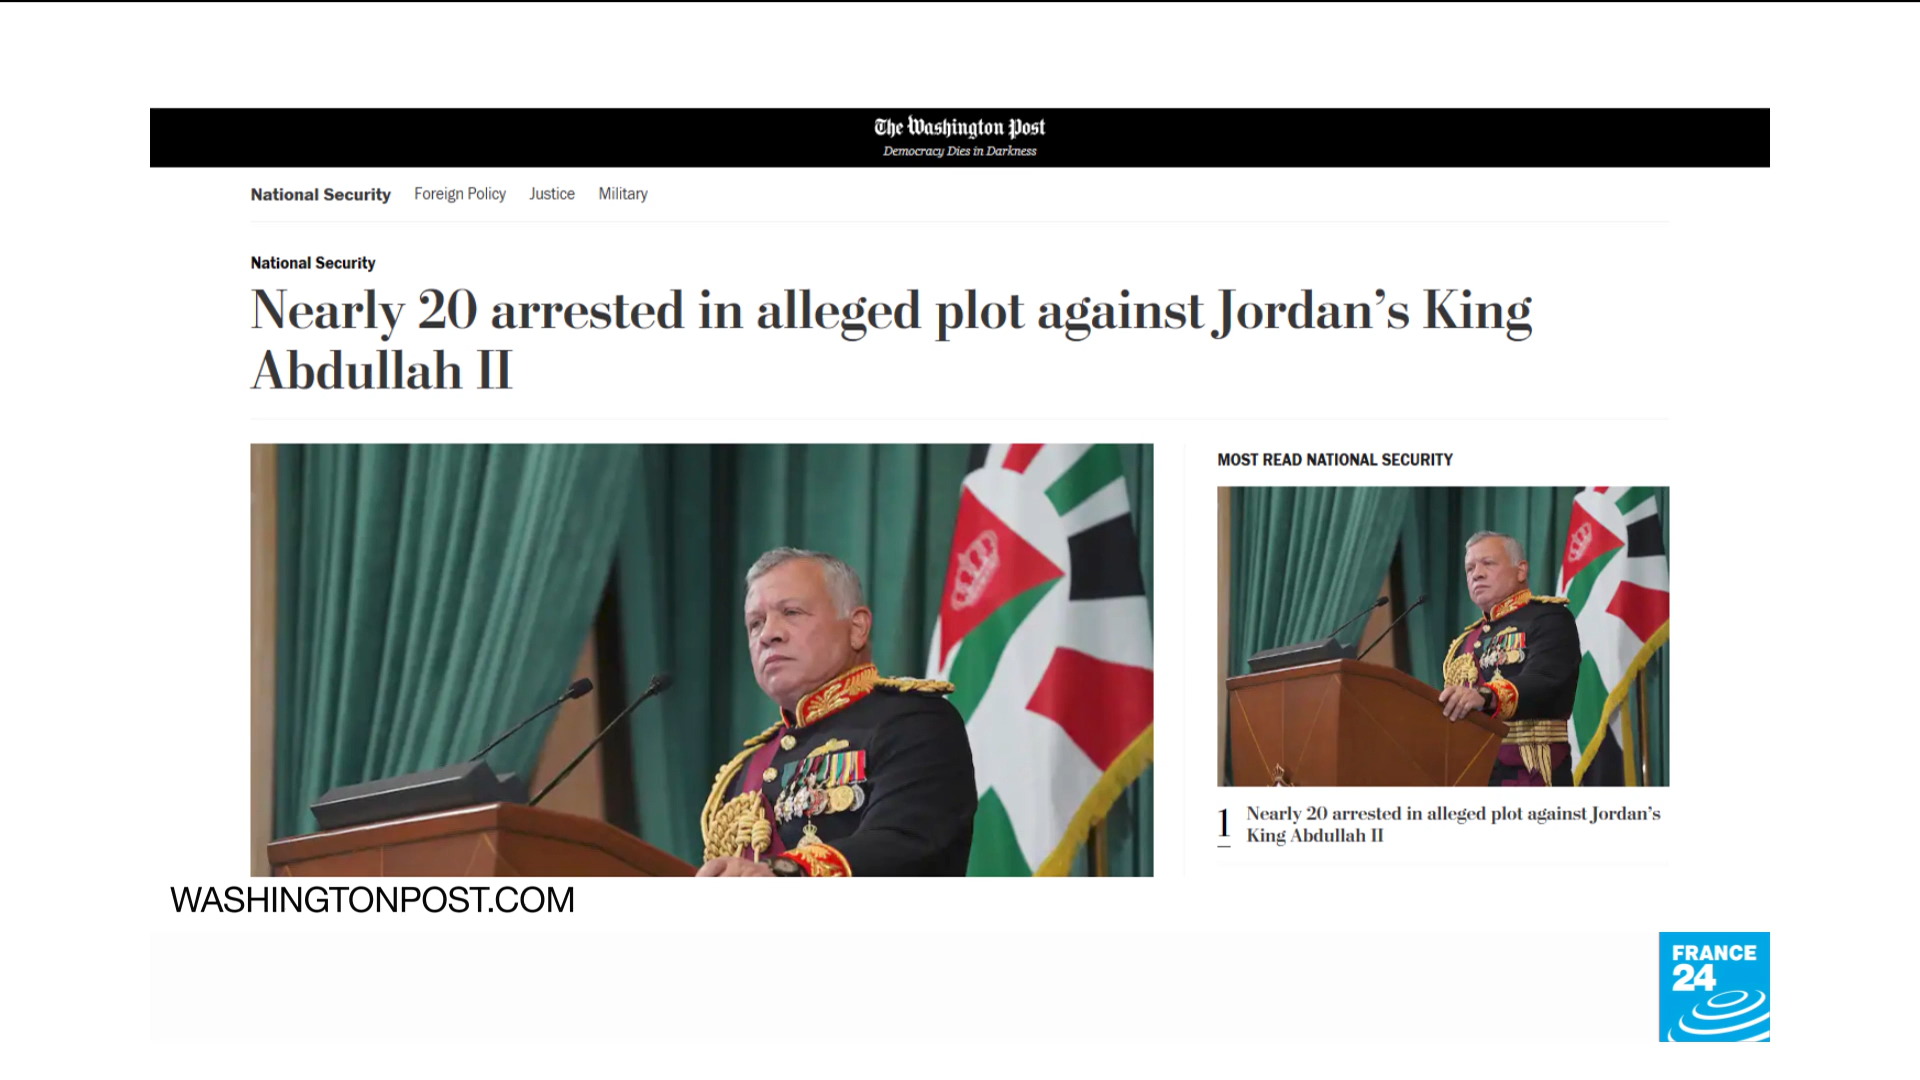 The Washington Post
Democracy Dies in Darkness
National Security Foreign Policy Justice Military
National Security
Nearly 20 arrested in alleged plot against Jordan’s King
Abdullah II
MOST READ NATIONAL SECURITY
1 Nearly 20 arrested in alleged plot against Jordan’s
King Abdullah II
WASHINGTONPOST.COM
FRANCE
24